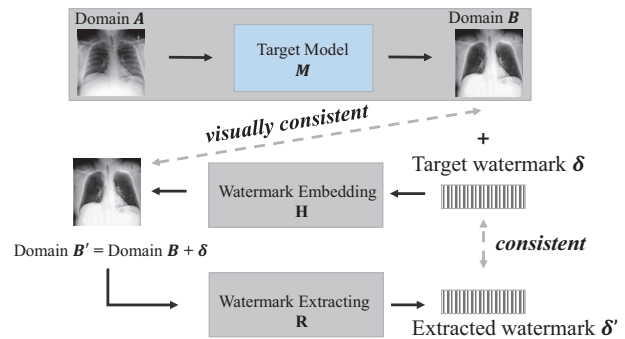 Domain A
Domain B
Target Model
M
visually consistent
+
Target watermark δ
Watermark Embedding
H
consistent
Domain B′ = Domain B + δ
Watermark Extracting
R
Extracted watermark δ′